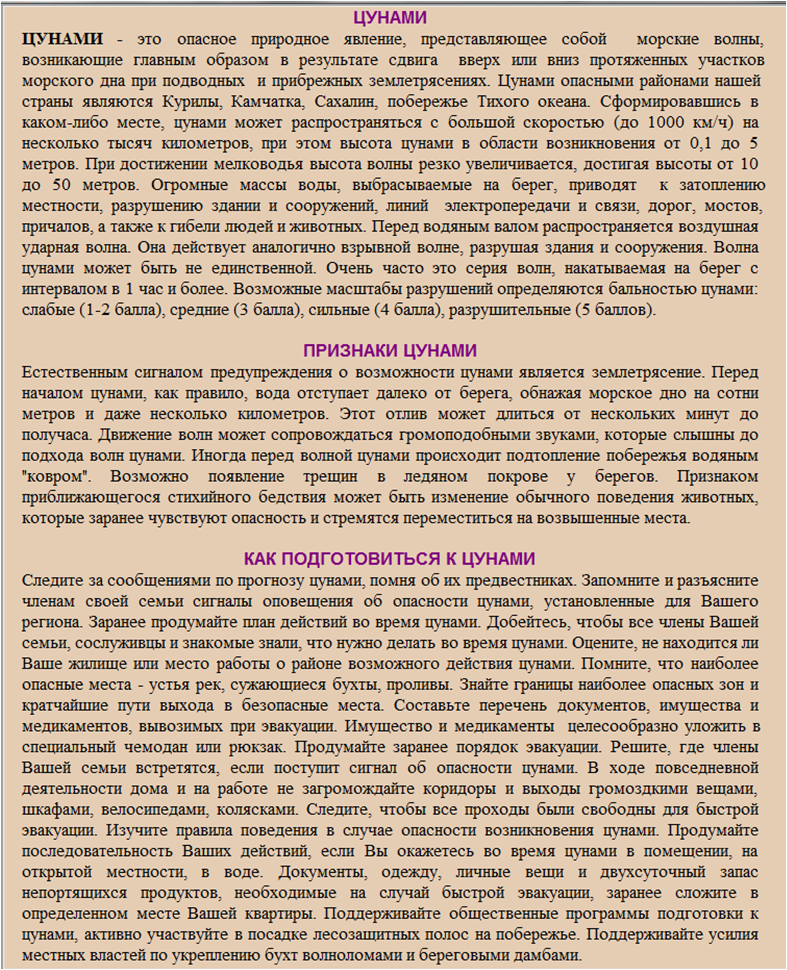 ЦУНАМИ
ЦУНАМИ - это опасное природное явление, представляющее собой морские волны,
возникающие главным образом в результате сдвига вверх или вниз протяженных участков
морского дна при подводных и прибрежных землетрясениях. Цунами опасными районами нашей
страны являются Курилы, Камчатка, Сахалин, побережье Тихого океана. Сформировавшись в
каком-либо месте, цунами может распространяться с большой скоростью (до 1000 км/ч) на
несколько тысяч километров, при этом высота цунами в области возникновения от 0,1 до 5
метров. При достижении мелководья высота волны резко увеличивается, достигая высоты от 10
до 50 метров. Огромные массы воды, выбрасываемые на берег, приводят к затоплению
местности, разрушению здании и сооружений, линий электропередачи и связи, дорог, мостов,
причалов, а также к гибели людей и животных. Перед водяным валом распространяется воздушная
ударная волна. Она действует аналогично взрывной волне, разрушая здания и сооружения. Волна
цунами может быть не единственной. Очень часто это серия волн, накатываемая на берег с
интервалом в 1 час и более. Возможные масштабы разрушений определяются бальностью цунами:
слабые (1-2 балла), средние (3 балла), сильные (4 балла), разрушительные (5 баллов).
ПРИЗНАКИ ЦУНАМИ
Естественным сигналом предупреждения о возможности цунами является землетрясение. Перед
началом цунами, как правило, вода отступает далеко от берега, обнажая морское дно на сотни
метров и даже несколько километров. Этот отлив может длиться от нескольких минут до
получаса. Движение волн может сопровождаться громоподобными звуками, которые слышны до
подхода волн цунами. Иногда перед волной цунами происходит подтопление побережья водяным
"ковром". Возможно появление трещин в ледяном покрове у берегов. Признаком
приближающегося стихийного бедствия может быть изменение обычного поведения животных,
которые заранее чувствуют опасность и стремятся переместиться на возвышенные места.
КАК ПОДГОТОВИТЬСЯ К ЦУНАМИ
Следите за сообщениями по прогнозу цунами, помня об их предвестниках. Запомните и разъясните
членам своей семьи сигналы оповещения об опасности цунами, установленные для Вашего
региона. Заранее продумайте план действий во время цунами. Добейтесь, чтобы все члены Вашей
семьи, сослуживцы и знакомые знали, что нужно делать во время цунами. Оцените, не находится ли
Ваше жилище или место работы о районе возможного действия цунами. Помните, что наиболее
опасные места - устья рек, сужающиеся бухты, проливы. Знайте границы наиболее опасных зон и
кратчайшие пути выхода в безопасные места. Составьте перечень документов, имущества и
медикаментов, вывозимых при эвакуации. Имущество и медикаменты целесообразно уложить в
специальный чемодан или рюкзак. Продумайте заранее порядок эвакуации. Решите, где члены
Вашей семьи встретятся, если поступит сигнал об опасности цунами. В ходе повседневной
деятельности дома и на работе не загромождайте коридоры и выходы громоздкими вещами,
шкафами, велосипедами, колясками. Следите, чтобы все проходы были свободны для быстрой
эвакуации. Изучите правила поведения в случае опасности возникновения цунами. Продумайте
последовательность Ваших действий, если Вы окажетесь во время цунами в помещении, на
открытой местности, в воде. Документы, одежду, личные вещи и двухсуточный запас
непортящихся продуктов, необходимые на случай быстрой эвакуации, заранее сложите в
определенном месте Вашей квартиры. Поддерживайте общественные программы подготовки к
цунами, активно участвуйте в посадке лесозащитных полос на побережье. Поддерживайте усилия
местных властей по укреплению бухт волноломами и береговыми дамбами.